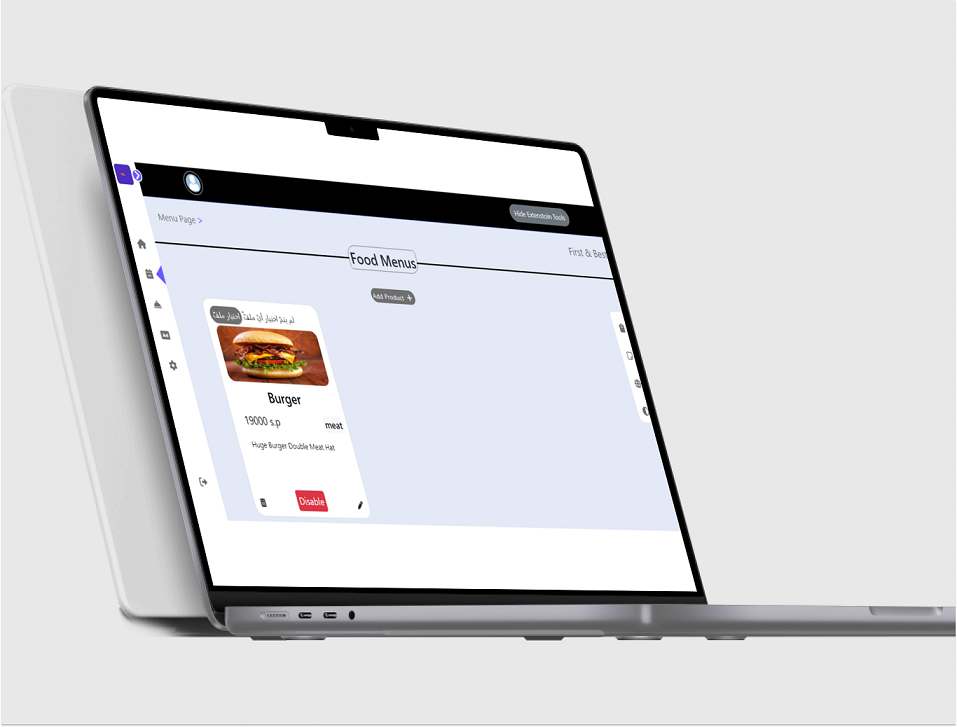 Hide Extenstoin Tools
Menu Page >
First & Best
Food Menus
Add Product +
اختيار ملف لم يتمّ اختيار أيّ ملف
Burger
19000 s.p
meat
Huge Burger Double Meat Hat
Disable